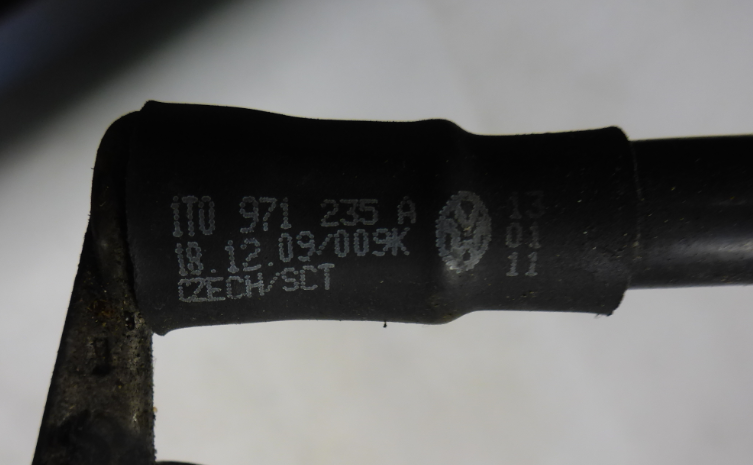 1T0 971 235 A
18.12.09/009K
CZECH/SCT
13
01
11